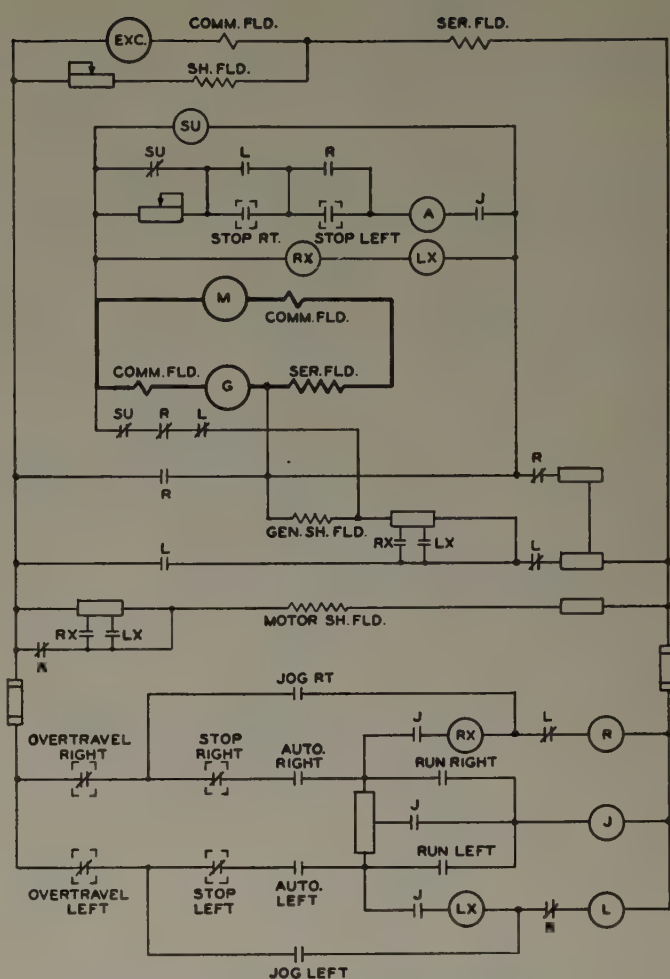 COMM. FLD.
SER. FLD.
EXC.
SH. FLD.
SU
SU
L
R
A
J
STOP RT.
STOP LEFT
RX
LX
M
COMM. FLD.
COMM. FLD.
SER. FLD.
G
SU
R
L
R
R
GEN. SH. FLD.
RX
LX
L
L
RX
LX
MOTOR SH. FLD.
JOG RT
J
RX
L
R
OVERTRAVEL
RIGHT
STOP
RIGHT
AUTO.
RIGHT
RUN RIGHT
J
J
RUN LEFT
OVERTRAVEL
LEFT
STOP
LEFT
AUTO.
LEFT
J
LX
L
JOG LEFT